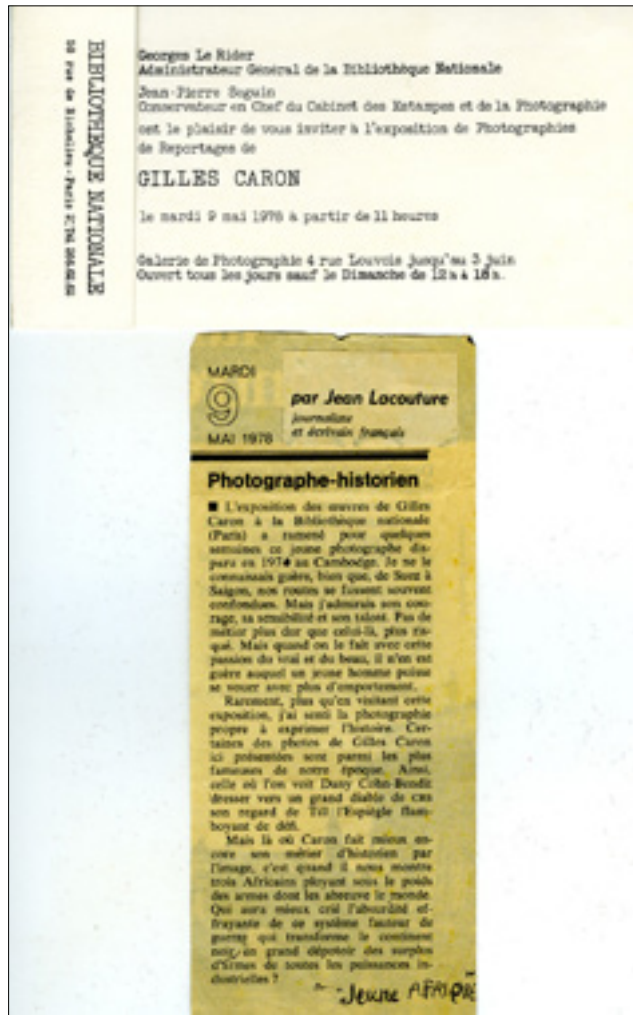 BIBLIOTHEQUE NATIONALE
58 rue de Richelieu - Paris 2°
Georges Le Rider
Administrateur Général de la Bibliothèque Nationale
Jean-Pierre Seguin
Conservateur en Chef du Cabinet des Estampes et de la Photographie
ont le plaisir de vous inviter à l'exposition de Photographies
de Reportages de
GILLES CARON
le mardi 9 mai 1978 à partir de 11 heures
Galerie de Photographie 4 rue Louvois jusqu'au 3 juin
Ouvert tous les jours sauf le Dimanche de 12 h à 18 h.
MARDI
9
MAI 1978
par Jean Lacouture
journaliste
et écrivain français
Photographe-historien
■ L'exposition des œuvres de Gilles
Caron à la Bibliothèque nationale
(Paris) a ramené pour quelques
semaines ce jeune photographe dis-
paru en 197 au Cambodge. Je ne le
connaissais guère, bien que, de Suez à
Saigon, nos routes se fussent souvent
confondues. Mais j'admirais son cou-
rage, sa sensibilité et son talent. Pas de
métier plus dur que celui-là, plus ris-
qué. Mais quand on le fait avec cette
passion du vrai et du beau, il n'en est
guère auquel un jeune homme puisse
se vouer avec plus d'emportement.
Rarement, plus qu'en visitant cette
exposition, j'ai senti la photographie
propre à exprimer l'histoire. Cer-
taines des photos de Gilles Caron
ici présentées sont parmi les plus
fameuses de notre époque. Ainsi,
celle où l'on voit Dany Cohn-Bendit
dresser vers un grand diable de CRS
son regard de Till l'Espiègle flam-
boyant de défi.
Mais là où Caron fait mieux en-
core son métier d'historien par
l'image, c'est quand il nous montre
trois Africains ployant sous le poids
des armes dont les abreuve le monde.
Qui aura mieux crié l'absurdité ef-
frayante de ce système fauteur de
guerre qui transforme le continent
noir en grand dépotoir des surplus
d'armes de toutes les puissances in-
dustrielles ?
Jeune AFRIQUE